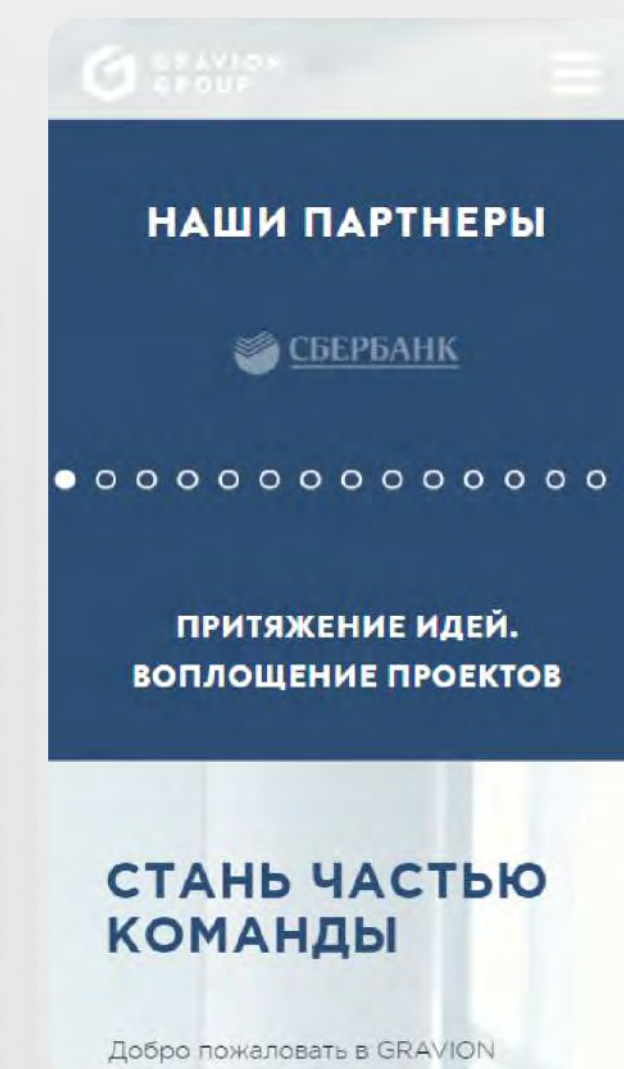 GRAVION
GROUP
НАШИ ПАРТНЕРЫ
СБЕРБАНК
ПРИТЯЖЕНИЕ ИДЕЙ.
ВОПЛОЩЕНИЕ ПРОЕКТОВ
СТАНЬ ЧАСТЬЮ
КОМАНДЫ
Добро пожаловать в GRAVION